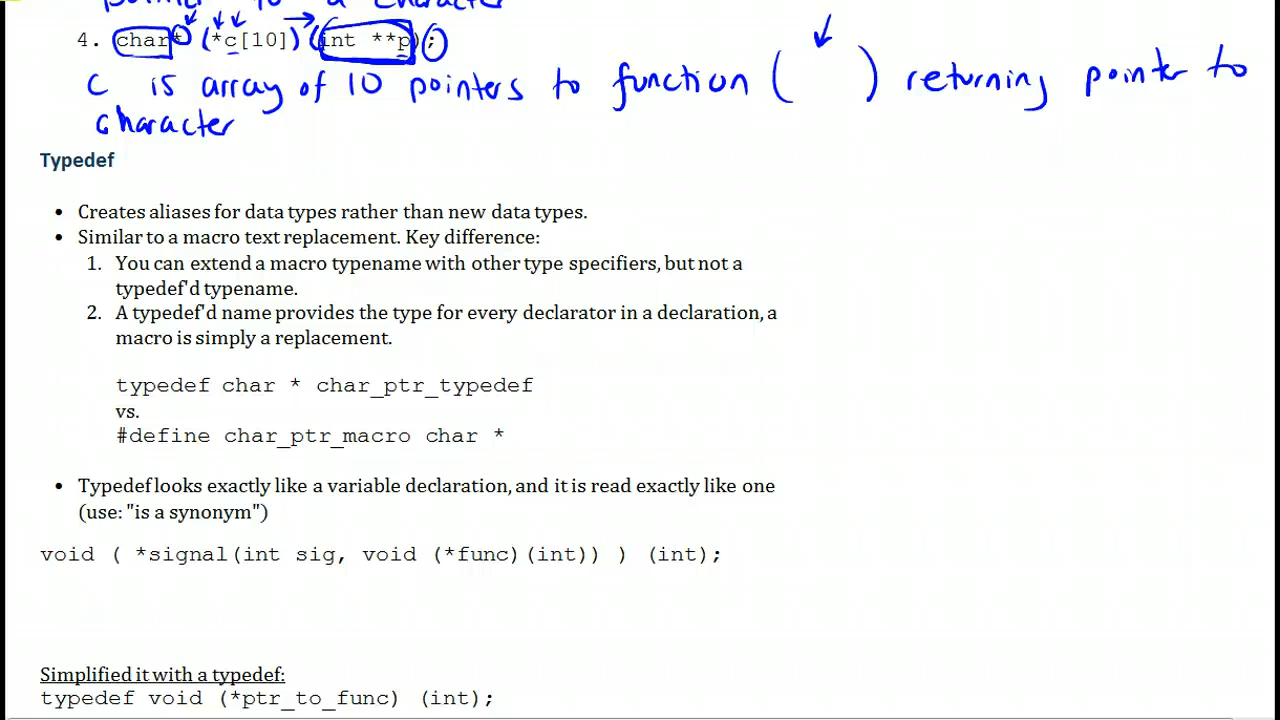 pointer to a character
4. char* (*c[10]) (int **p);
C is array of 10 pointers to function ( ) returning pointer to
character
Typedef
• Creates aliases for data types rather than new data types.
• Similar to a macro text replacement. Key difference:
1. You can extend a macro typename with other type specifiers, but not a
typedef'd typename.
2. A typedef'd name provides the type for every declarator in a declaration, a
macro is simply a replacement.
typedef char * char_ptr_typedef
vs.
#define char_ptr_macro char *
• Typedef looks exactly like a variable declaration, and it is read exactly like one
(use: "is a synonym")
void ( *signal(int sig, void (*func)(int)) ) (int);
Simplified it with a typedef:
typedef void (*ptr_to_func) (int);